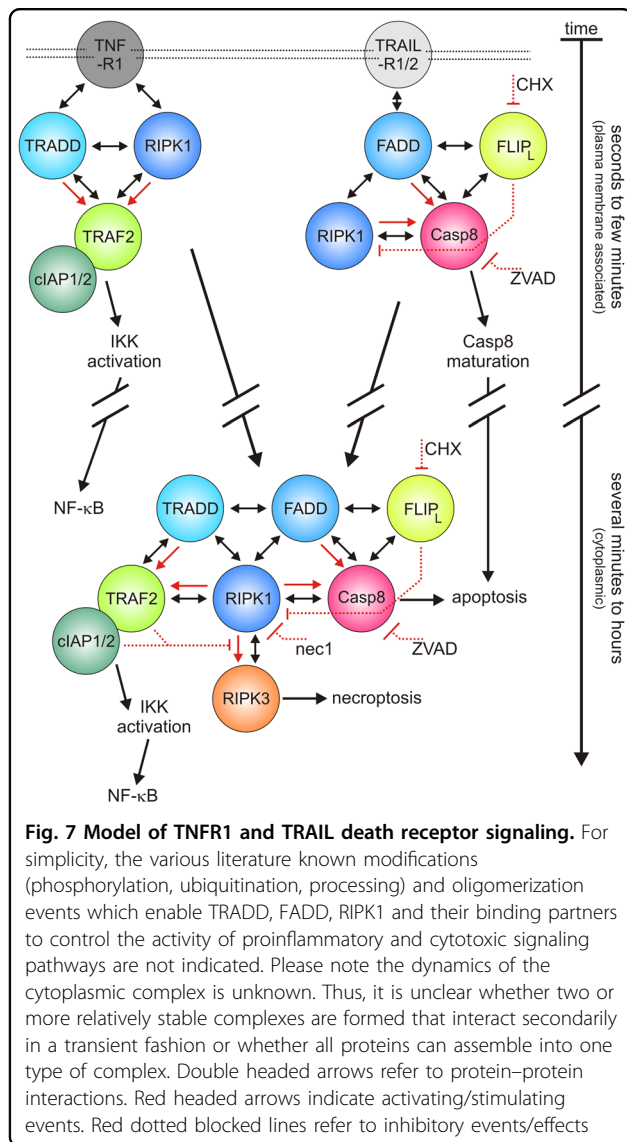 TNF
-R1
TRAIL
-R1/2
time
CHX
TRADD
RIPK1
FADD
FLIP
L
TRAF2
RIPK1
Casp8
cIAP1/2
ZVAD
IKK
activation
Casp8
maturation
seconds to few minutes
(plasma membrane associated)
CHX
NF-κB
TRADD
FADD
FLIP
L
TRAF2
RIPK1
Casp8
apoptosis
cIAP1/2
nec1
ZVAD
IKK
activation
RIPK3
necroptosis
NF-κB
several minutes to hours
(cytoplasmic)
Fig. 7 Model of TNFR1 and TRAIL death receptor signaling. For
simplicity, the various literature known modifications
(phosphorylation, ubiquitination, processing) and oligomerization
events which enable TRADD, FADD, RIPK1 and their binding partners
to control the activity of proinflammatory and cytotoxic signaling
pathways are not indicated. Please note the dynamics of the
cytoplasmic complex is unknown. Thus, it is unclear whether two or
more relatively stable complexes are formed that interact secondarily
in a transient fashion or whether all proteins can assemble into one
type of complex. Double headed arrows refer to protein–protein
interactions. Red headed arrows indicate activating/stimulating
events. Red dotted blocked lines refer to inhibitory events/effects